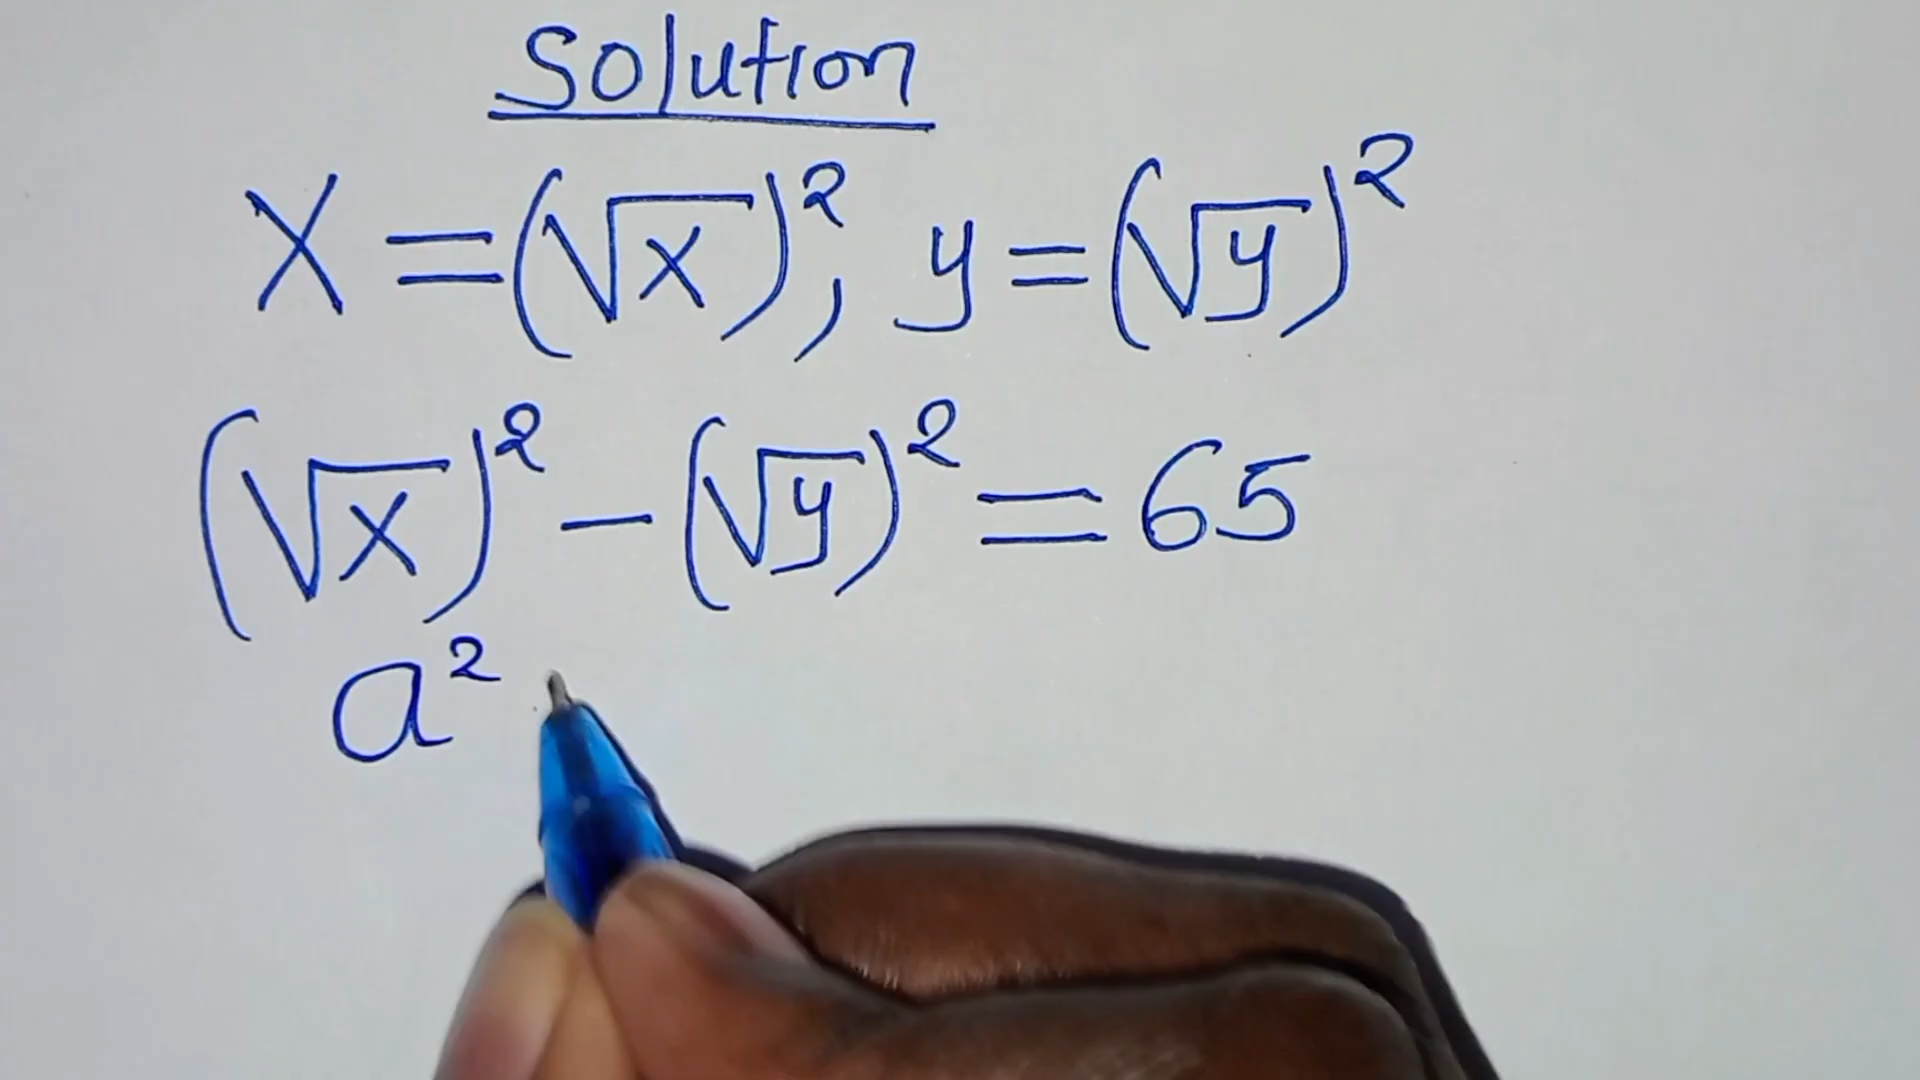 Solution
x = (√x)², y = (√y)²
(√x)² - (√y)² = 65
a²